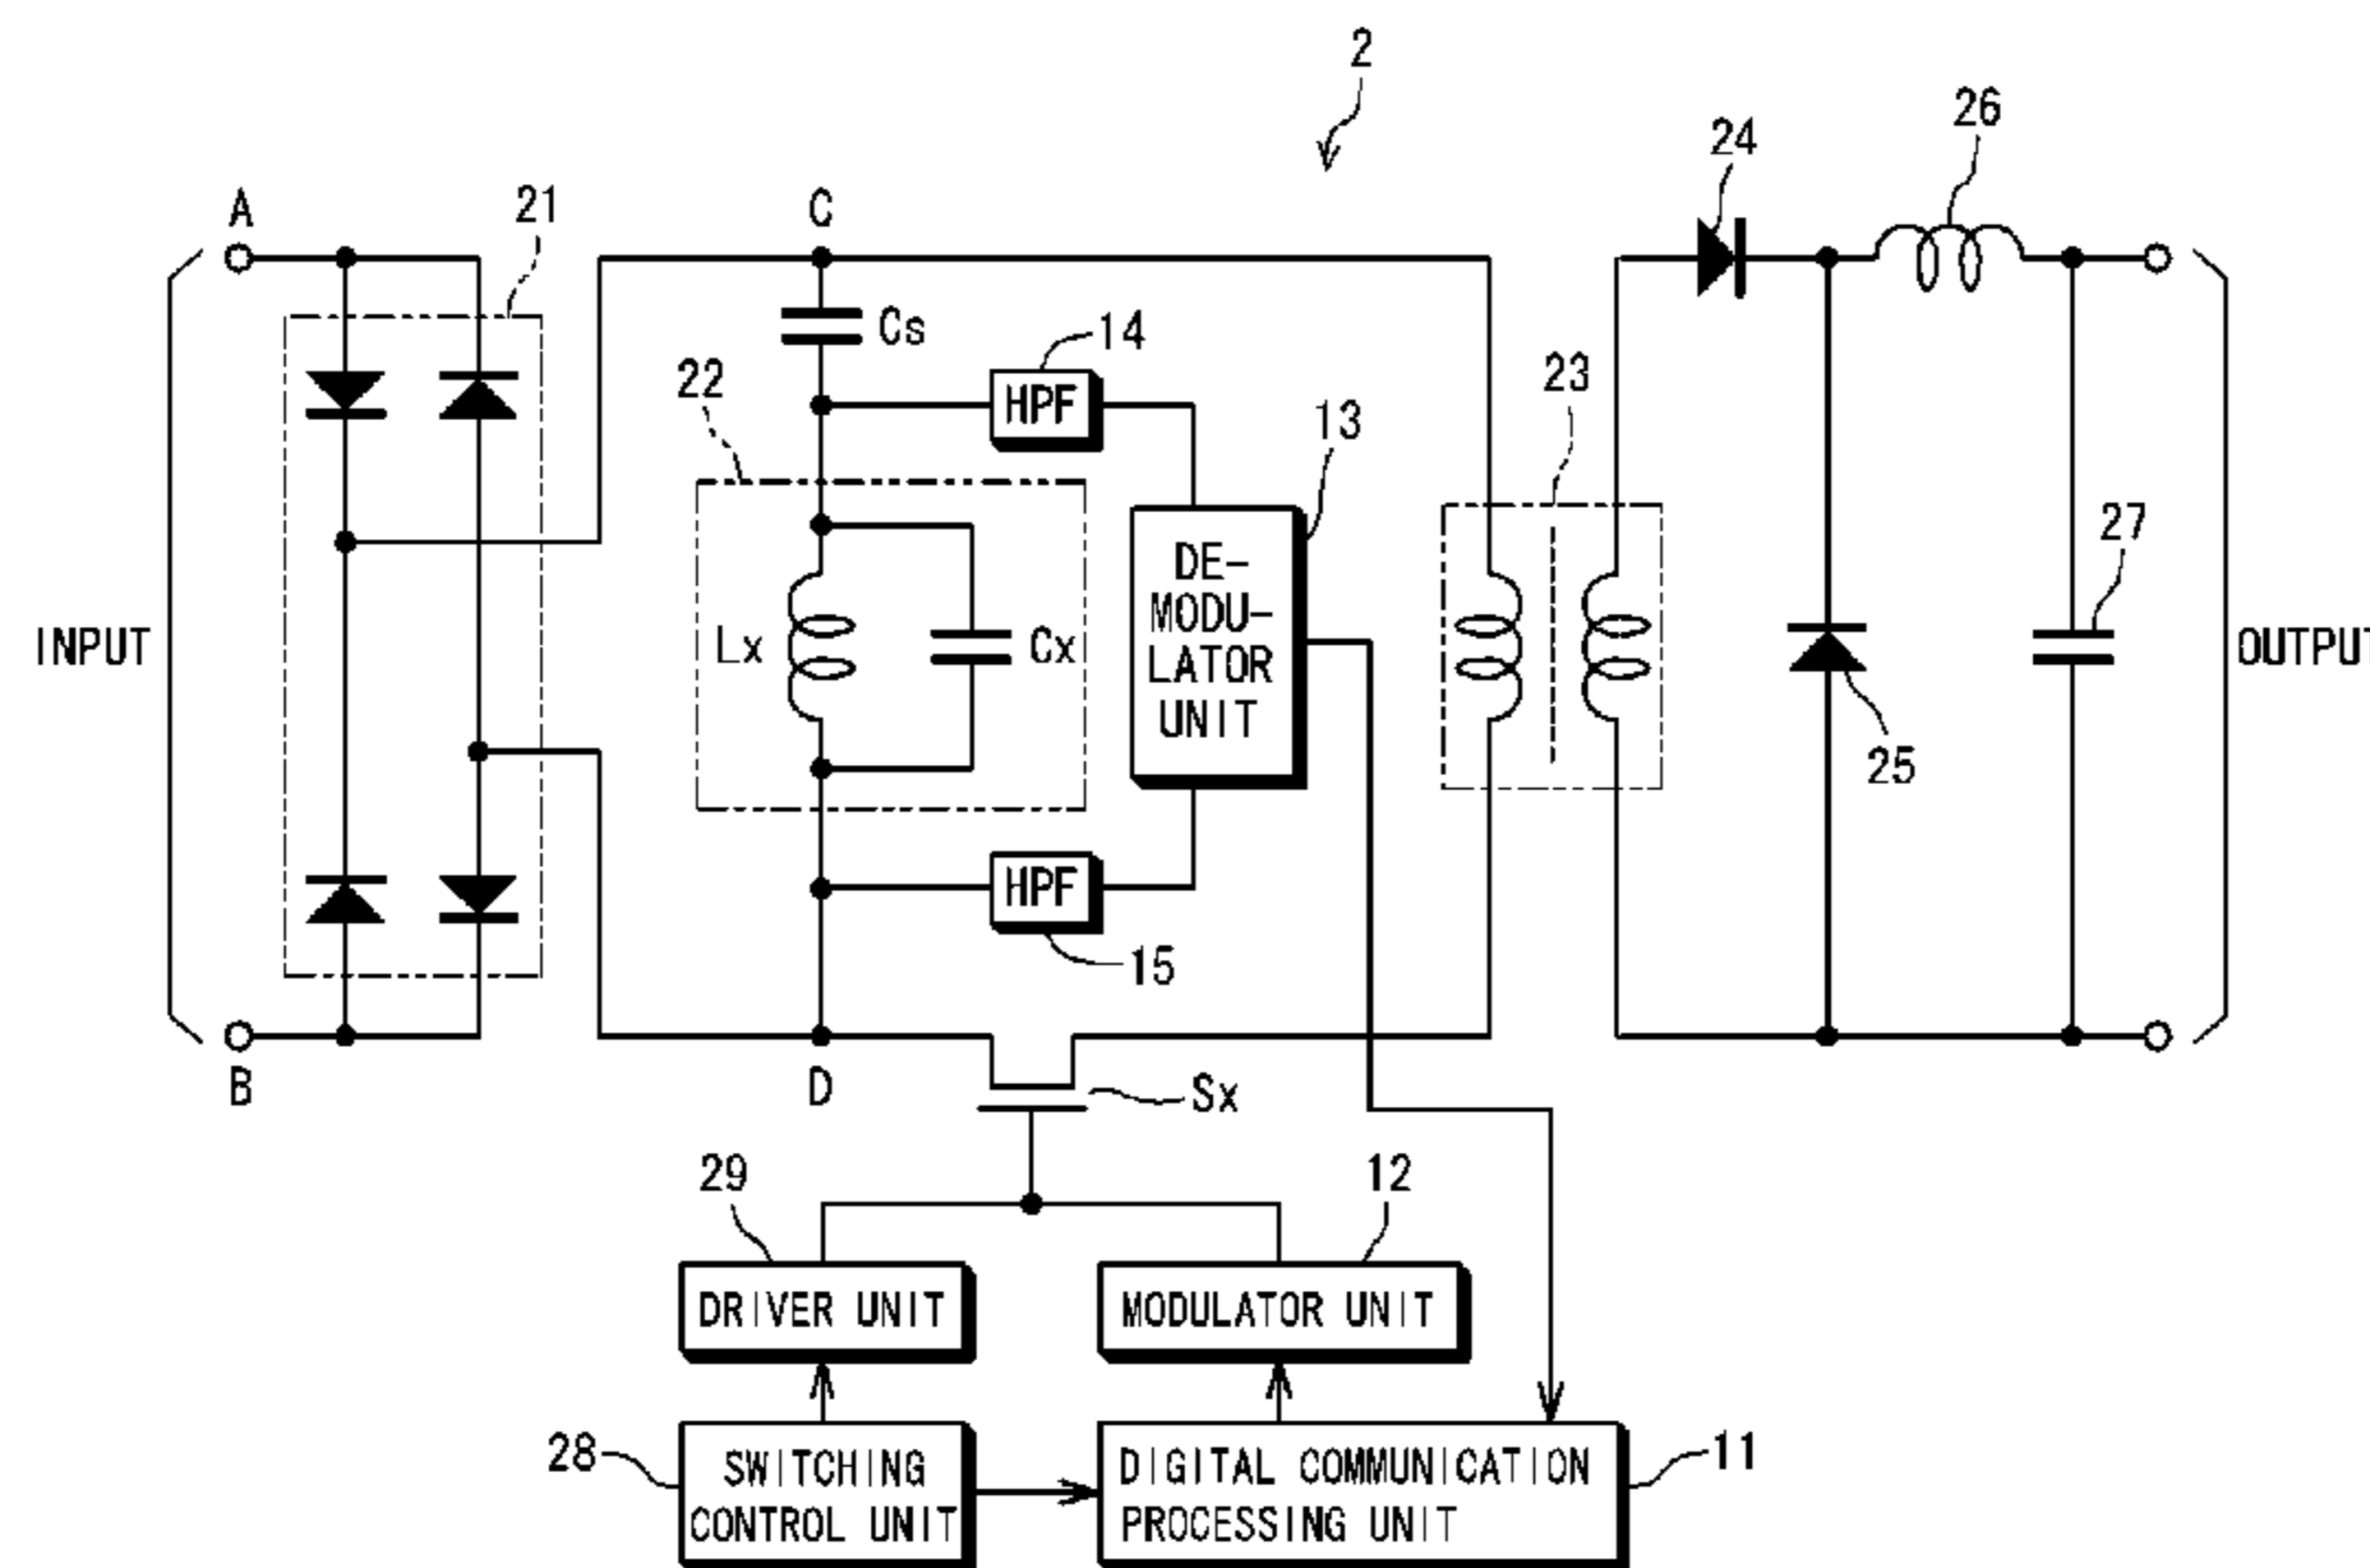 2
26
24
A
21
C
Cs
14
22
HPF
23
13
27
DE-
MODU-
LATOR
UNIT
INPUT
Lx
Cx
OUTPUT
25
HPF
15
B
D
Sx
29
12
DRIVER UNIT
MODULATOR UNIT
28
SWITCHING
CONTROL UNIT
DIGITAL COMMUNICATION
PROCESSING UNIT
11